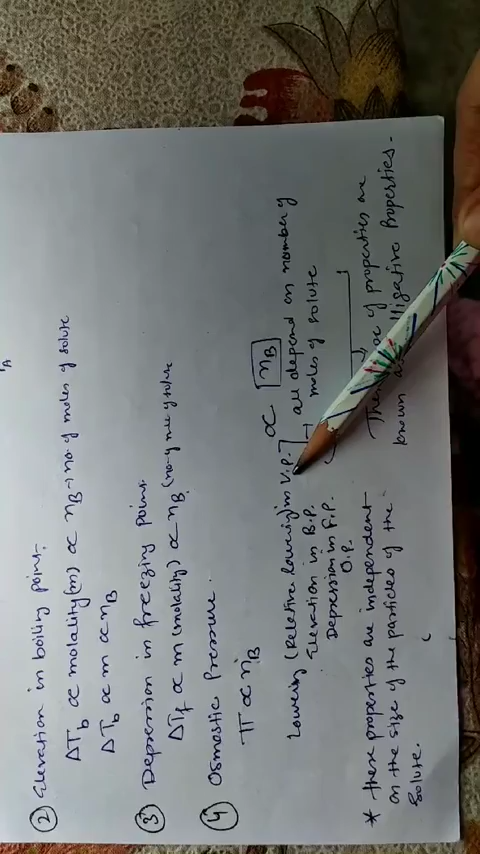 ② Elevation in boiling point.
ΔTb ∝ molality(m) ∝ nB → no. of moles of solute
ΔTb ∝ m ∝ nB
③ Depression in freezing point.
ΔTf ∝ m (molality) ∝ nB (no. of moles of solute
④ Osmostic Pressure.
π ∝ nB
∝ nB
Lowering (Relative lowering) in V.P.
Elevation in B.P.
Depression in F.P.
O.P.
all depend on number of
moles of solute
of properties are
known Properties.
* these properties are independent
on the size of the particles of the
Solute.